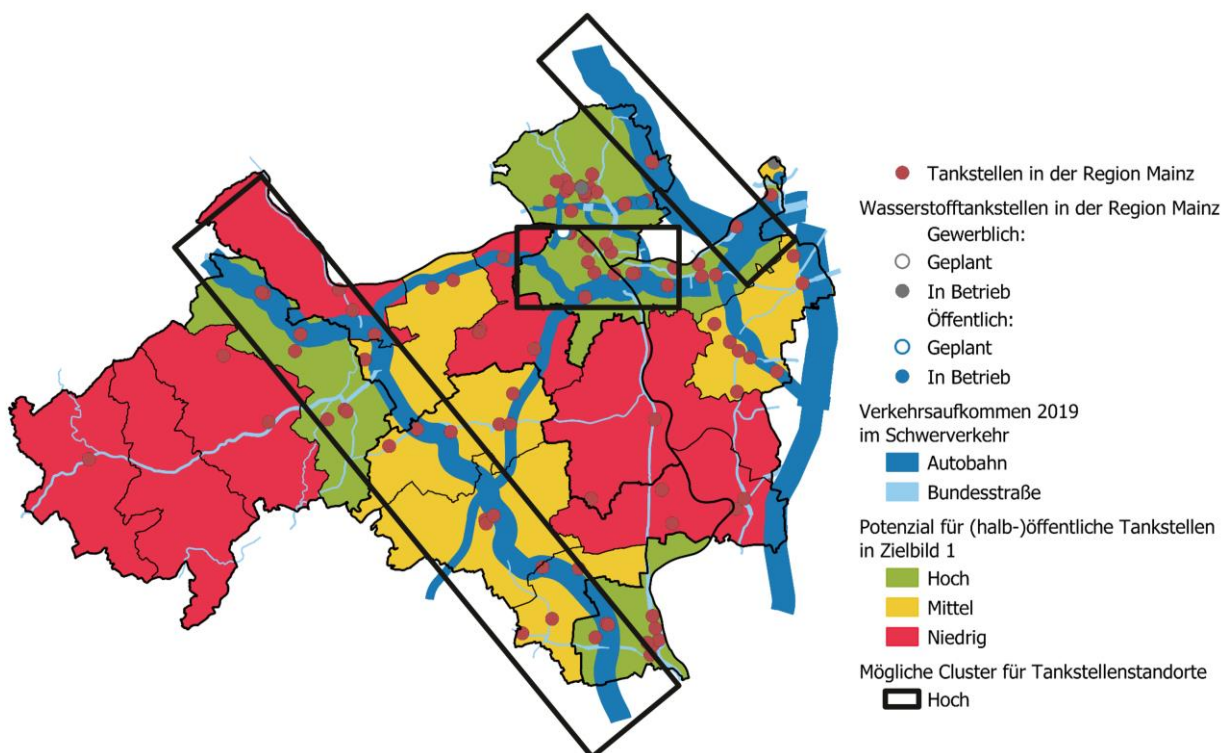 Tankstellen in der Region Mainz
Wasserstofftankstellen in der Region Mainz
Gewerblich:
Geplant
In Betrieb
Öffentlich:
Geplant
In Betrieb
Verkehrsaufkommen 2019
im Schwerverkehr
Autobahn
Bundesstraße
Potenzial für (halb-)öffentliche Tankstellen
in Zielbild 1
Hoch
Mittel
Niedrig
Mögliche Cluster für Tankstellenstandorte
Hoch